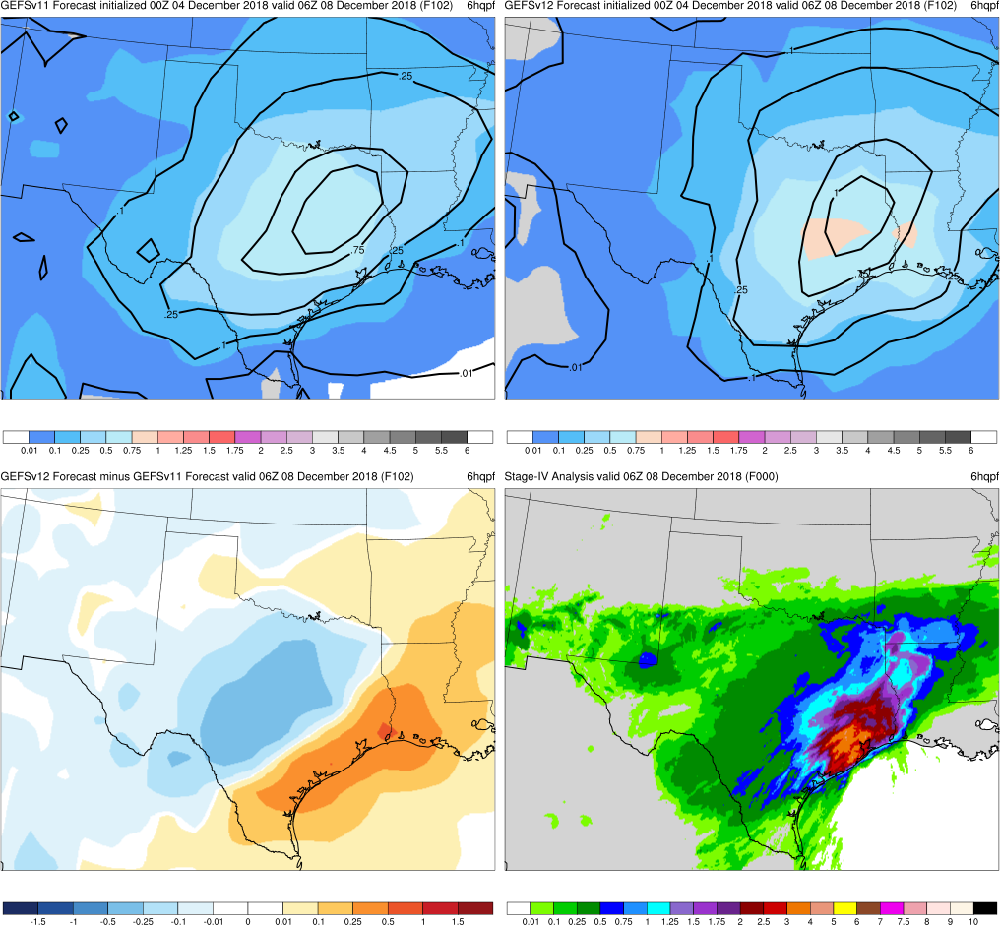 GEFSv11 Forecast initialized 00Z 04 December 2018 valid 06Z 08 December 2018 (F102) 6hqpf
.25
.1
.75
.25
.1
.25
.1
.01
0.01 0.1 0.25 0.5 0.75 1 1.25 1.5 1.75 2 2.5 3 3.5 4 4.5 5 5.5 6
GEFSv12 Forecast initialized 00Z 04 December 2018 valid 06Z 08 December 2018 (F102) 6hqpf
.1
1
.1
.25
.25
.01
.1
0.01 0.1 0.25 0.5 0.75 1 1.25 1.5 1.75 2 2.5 3 3.5 4 4.5 5 5.5 6
GEFSv12 Forecast minus GEFSv11 Forecast valid 06Z 08 December 2018 (F102) 6hqpf
-1.5 -1 -0.5 -0.25 -0.1 -0.01 0 0.01 0.1 0.25 0.5 1 1.5
Stage-IV Analysis valid 06Z 08 December 2018 (F000) 6hqpf
0.01 0.1 0.25 0.5 0.75 1 1.25 1.5 1.75 2 2.5 3 4 5 6 7 7.5 8 9 10